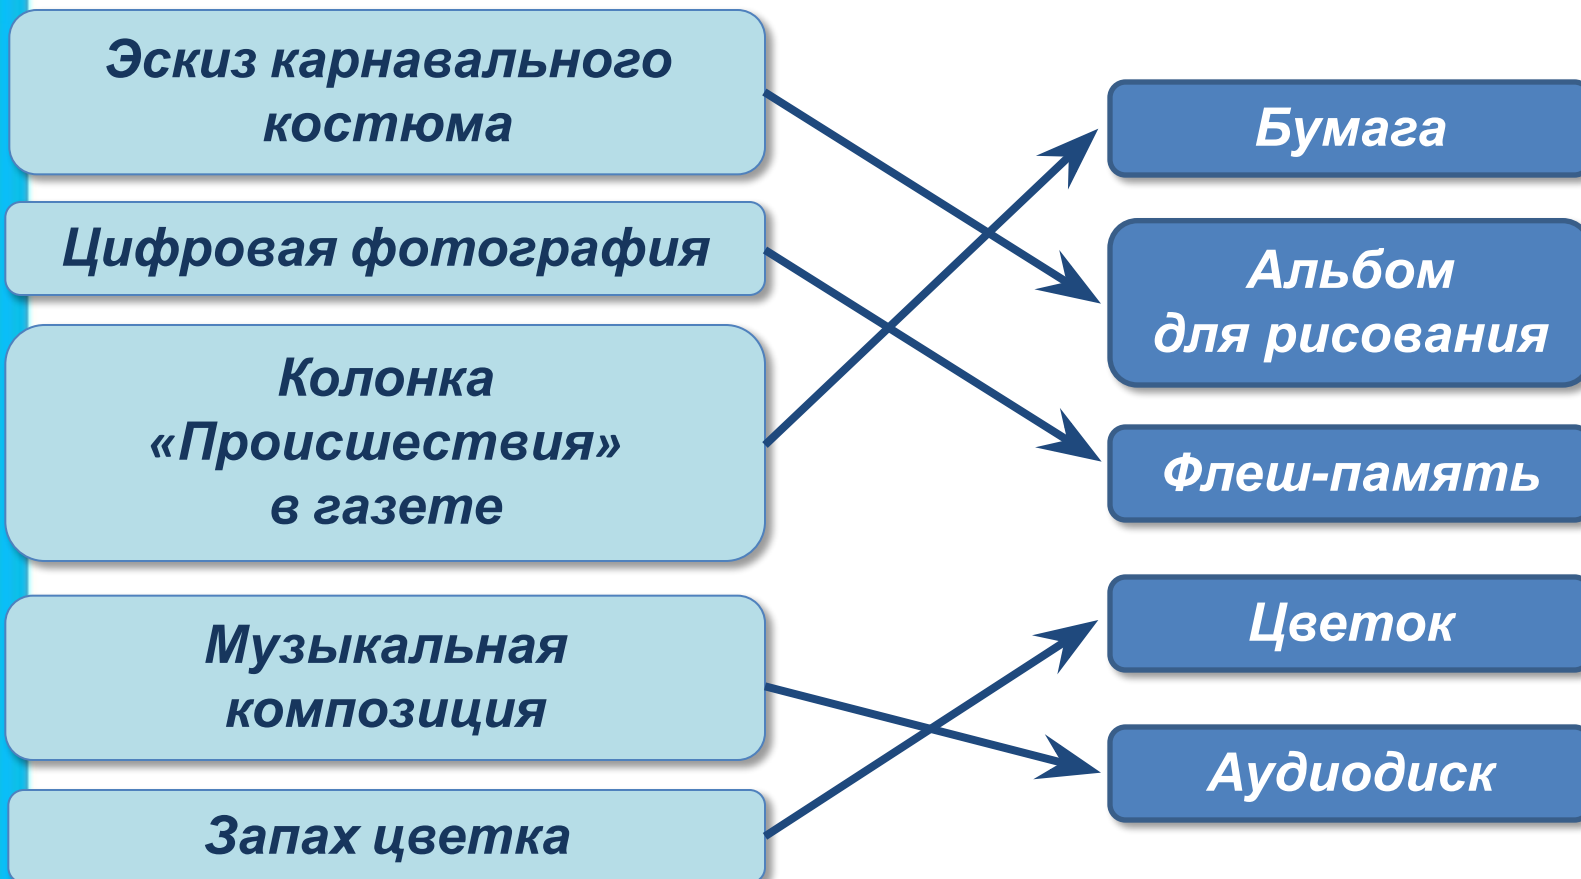 Эскиз карнавального
костюма
Цифровая фотография
Колонка
«Происшествия»
в газете
Музыкальная
композиция
Запах цветка
Бумага
Альбом
для рисования
Флеш-память
Цветок
Аудиодиск